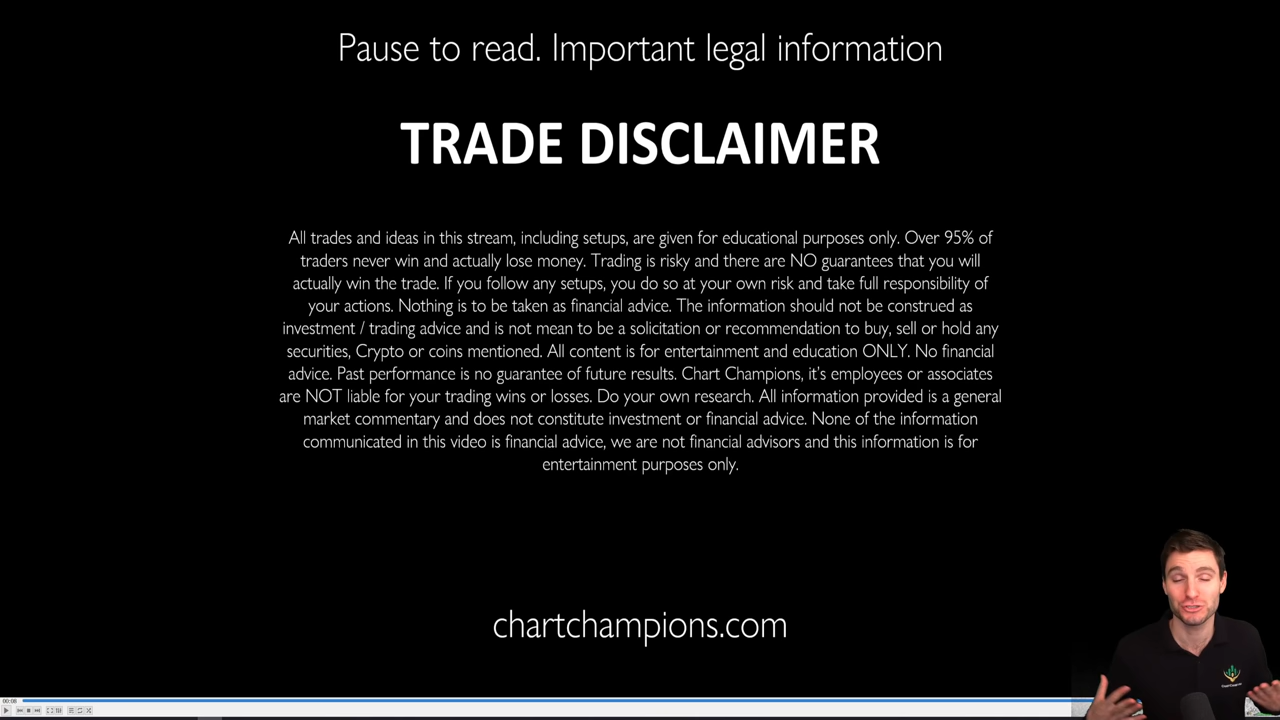 Pause to read. Important legal information
TRADE DISCLAIMER
All trades and ideas in this stream, including setups, are given for educational purposes only. Over 95% of
traders never win and actually lose money. Trading is risky and there are NO guarantees that you will
actually win the trade. If you follow any setups, you do so at your own risk and take full responsibility of
your actions. Nothing is to be taken as financial advice. The information should not be construed as
investment / trading advice and is not mean to be a solicitation or recommendation to buy, sell or hold any
securities, Crypto or coins mentioned. All content is for entertainment and education ONLY. No financial
advice. Past performance is no guarantee of future results. Chart Champions, it's employees or associates
are NOT liable for your trading wins or losses. Do your own research. All information provided is a general
market commentary and does not constitute investment or financial advice. None of the information
communicated in this video is financial advice, we are not financial advisors and this information is for
entertainment purposes only.
chartchampions.com